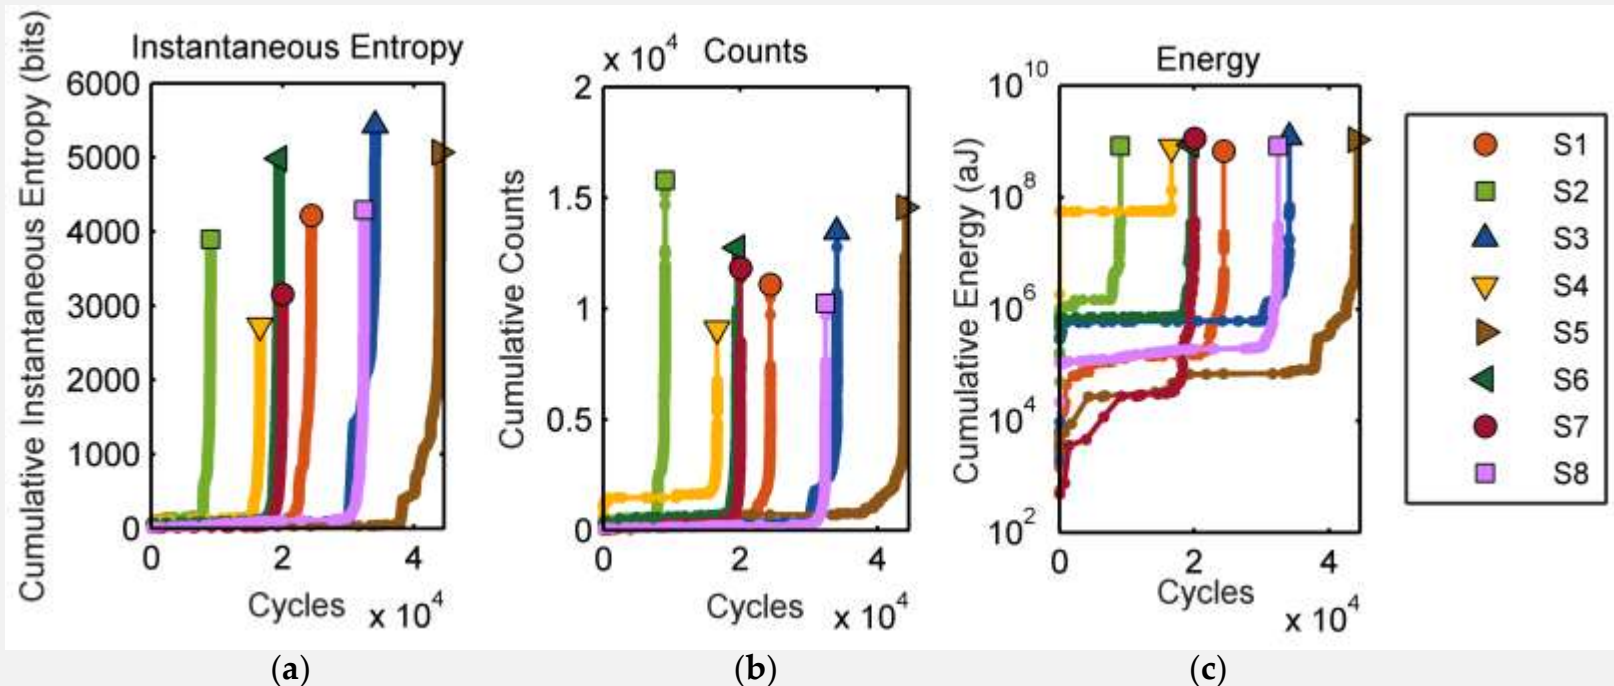 Instantaneous Entropy
Cumulative Instantaneous Entropy (bits)
6000
5000
4000
3000
2000
1000
0
0 2 4
Cycles x 10^4
(a)
x 10^4 Counts
Cumulative Counts
2
1.5
1
0.5
0
0 2 4
Cycles x 10^4
(b)
Energy
Cumulative Energy (aJ)
10^10
10^8
10^6
10^4
10^2
0 2 4
Cycles
x 10^4
(c)
S1
S2
S3
S4
S5
S6
S7
S8